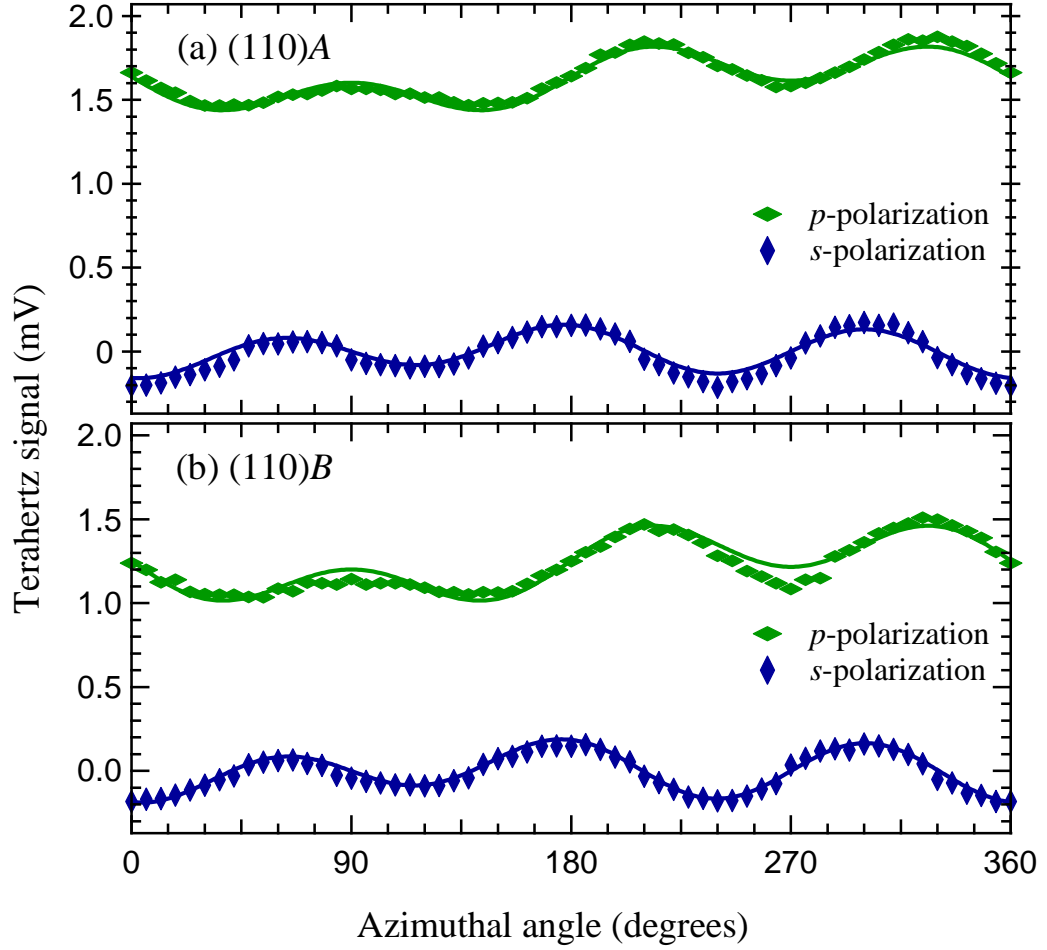 2.0
(a) (110)A
1.5
1.0
p-polarization
s-polarization
0.5
0
Terahertz signal (mV)
2.0
(b) (110)B
1.5
1.0
p-polarization
s-polarization
0.5
0.0
0 90 180 270 360
Azimuthal angle (degrees)